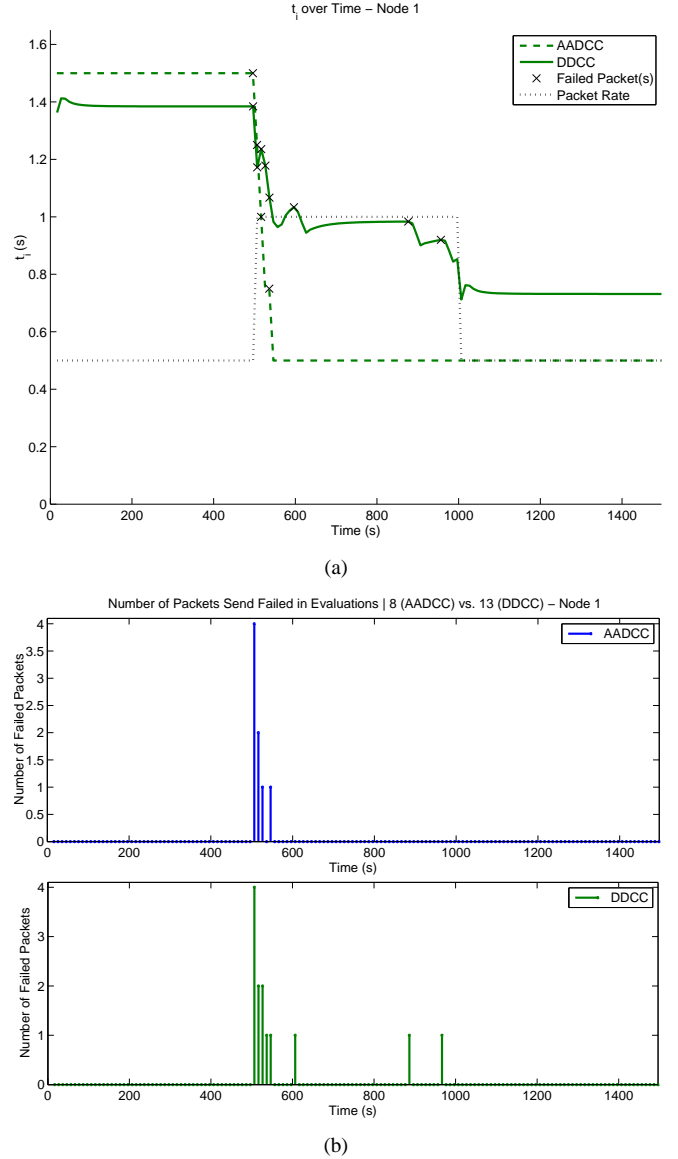 t_i over Time – Node 1
1.6
1.4
1.2
1
0.8
0.6
0.4
0.2
0
t_i (s)
AADCC
DDCC
Failed Packet(s)
Packet Rate
0 200 400 600 800 1000 1200 1400
Time (s)
(a)
Number of Packets Send Failed in Evaluations | 8 (AADCC) vs. 13 (DDCC) – Node 1
4
3.5
3
2.5
2
1.5
1
0.5
0
Number of Failed Packets
AADCC
0 200 400 600 800 1000 1200 1400
Time (s)
4
3
2
1
0
Number of Failed Packets
DDCC
0 200 400 600 800 1000 1200 1400
Time (s)
(b)